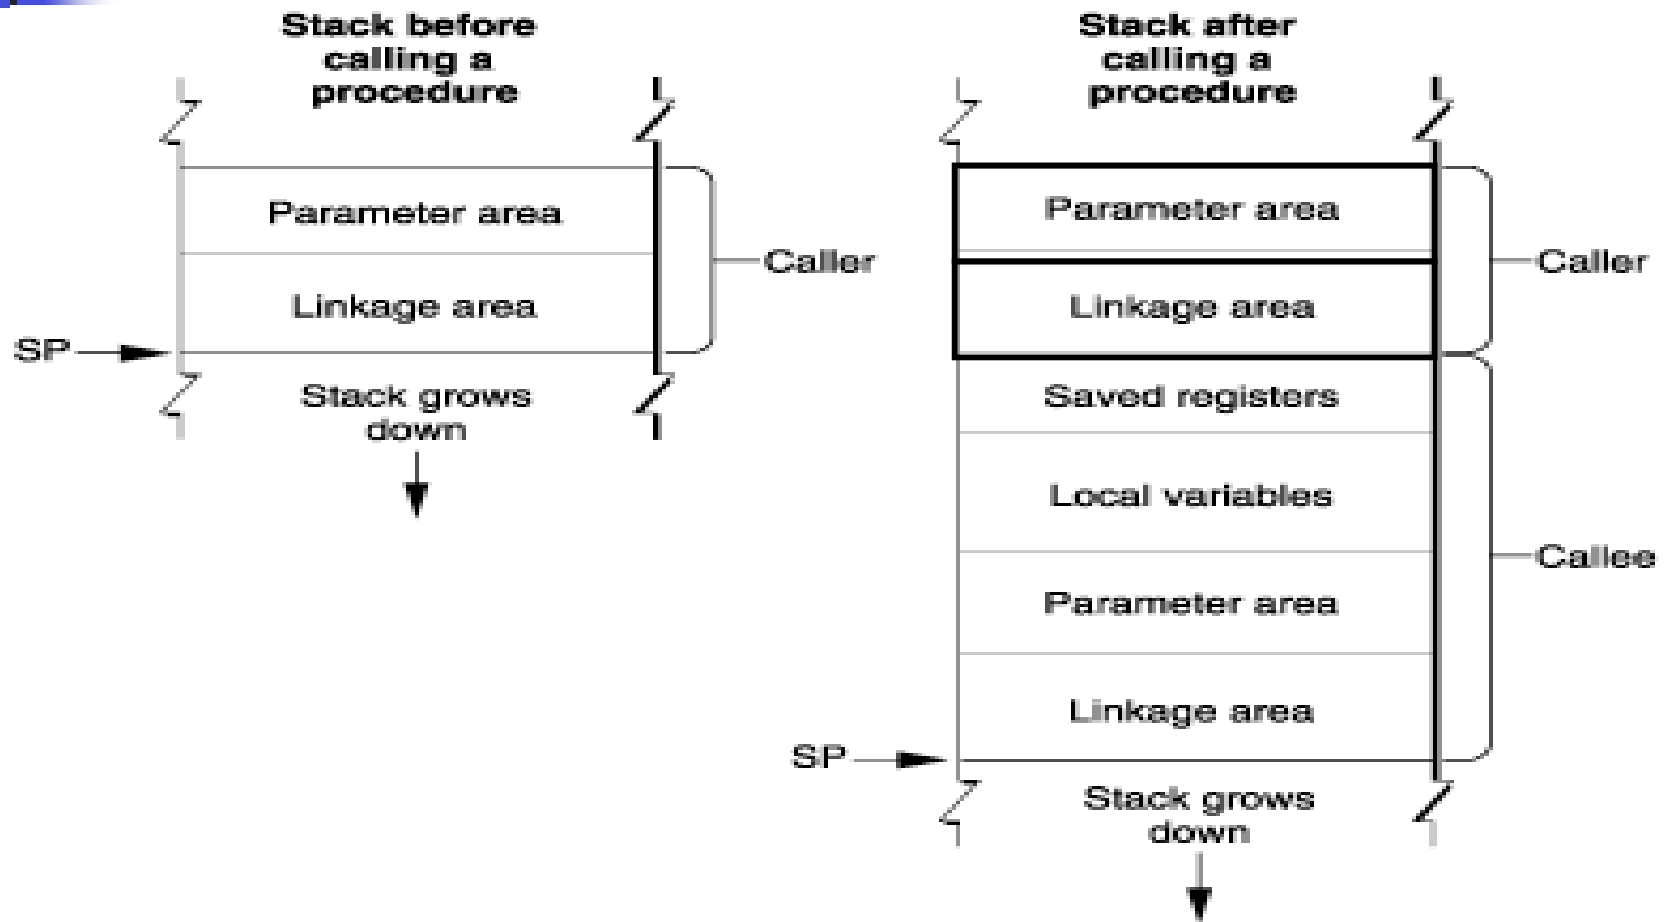 Stack before
calling a
procedure
Parameter area
Linkage area
Caller
SP
Stack grows
down
Stack after
calling a
procedure
Parameter area
Linkage area
Caller
Saved registers
Local variables
Parameter area
Linkage area
Callee
SP
Stack grows
down